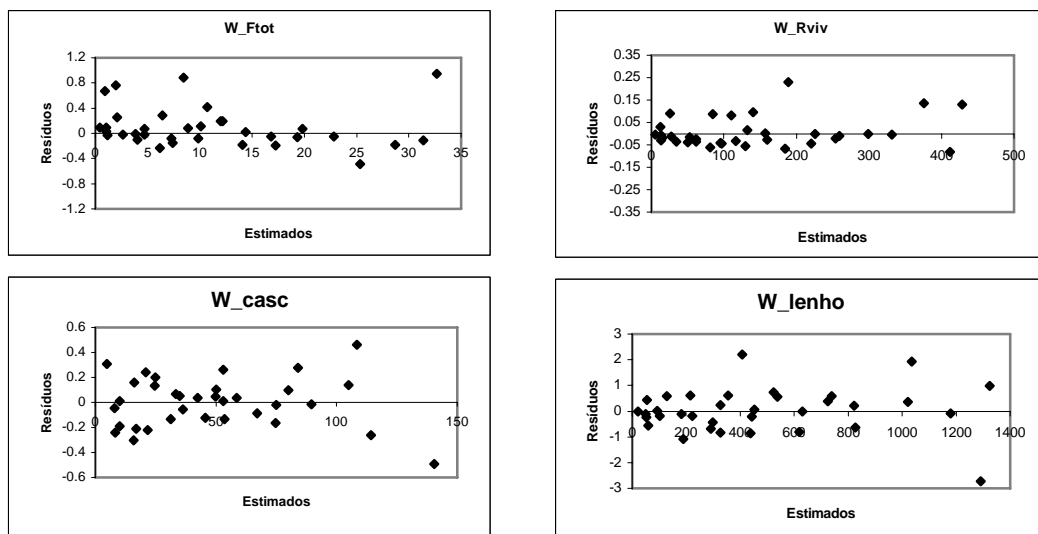 W_Ftot
1.2
0.8
0.4
0
-0.4
-0.8
-1.2
0 5 10 15 20 25 30 35
Resíduos
Estimados
W_Rviv
0.35
0.25
0.15
0.05
-0.05
-0.15
-0.25
-0.35
0 100 200 300 400 500
Resíduos
Estimados
W_casc
0.6
0.4
0.2
0
-0.2
-0.4
-0.6
0 50 100 150
Resíduos
Estimados
W_lenho
3
2
1
0
-1
-2
-3
0 200 400 600 800 1000 1200 1400
Resíduos
Estimados